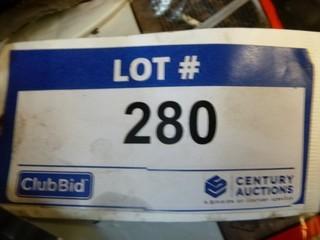 LOT #
280
ClubBid
CENTURY
AUCTIONS